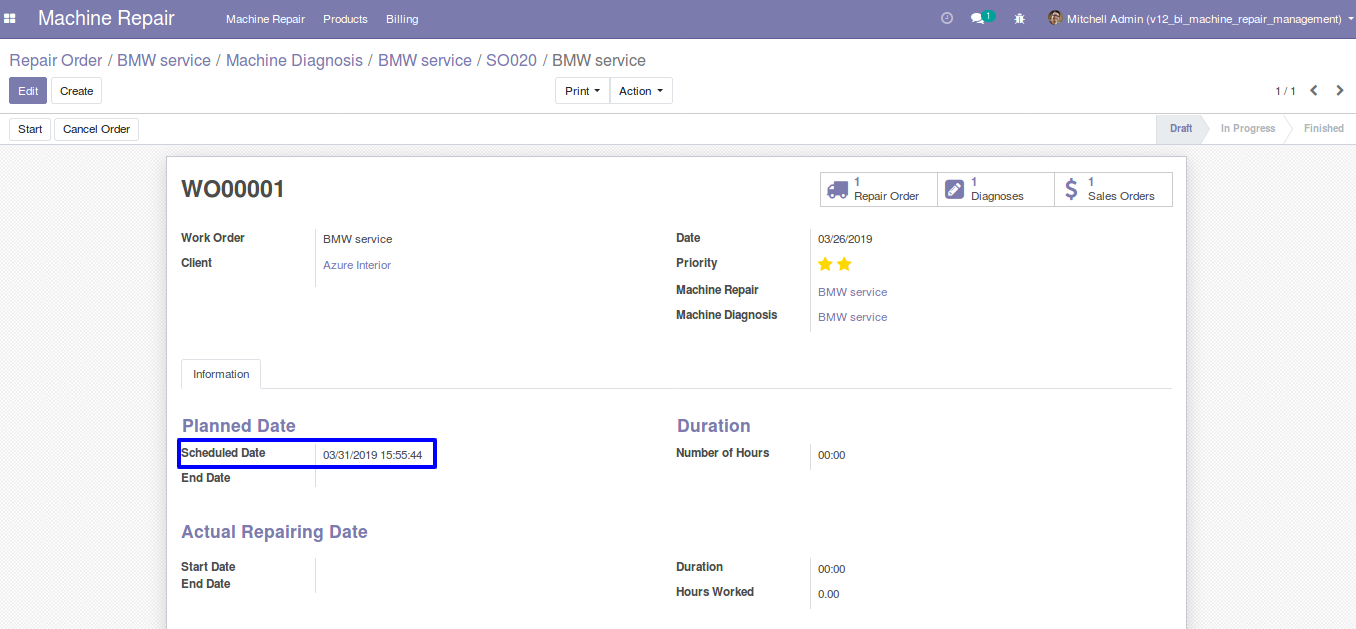 Machine Repair Machine Repair Products Billing 1 Mitchell Admin (v12_bi_machine_repair_management)
Repair Order / BMW service / Machine Diagnosis / BMW service / SO020 / BMW service
Edit Create Print Action 1 / 1
Start Cancel Order Draft In Progress Finished
WO00001
1 Repair Order
1 Diagnoses
$ 1 Sales Orders
Work Order BMW service
Client Azure Interior
Date 03/26/2019
Priority
Machine Repair BMW service
Machine Diagnosis BMW service
Information
Planned Date
Scheduled Date 03/31/2019 15:55:44
End Date
Duration
Number of Hours 00:00
Actual Repairing Date
Start Date
End Date
Duration 00:00
Hours Worked 0.00